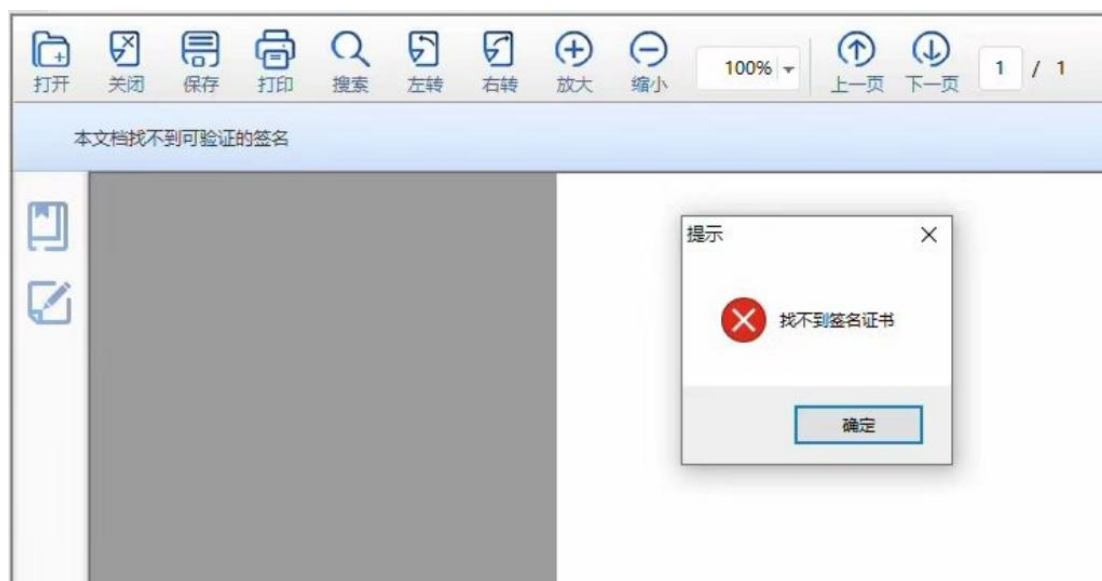 打开 关闭 保存 打印 搜索 左转 右转 放大 缩小 100% 上一页 下一页 1 / 1
本文档找不到可验证的签名
提示
找不到签名证书
确定